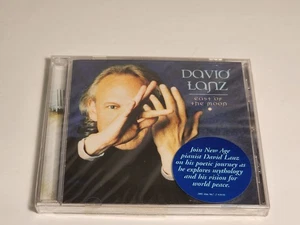 DAVID
LANZ
EAST OF
THE MOON
Join New Age
pianist David Lanz
on his poetic journey as
he explores mythology
and his vision for
world peace.